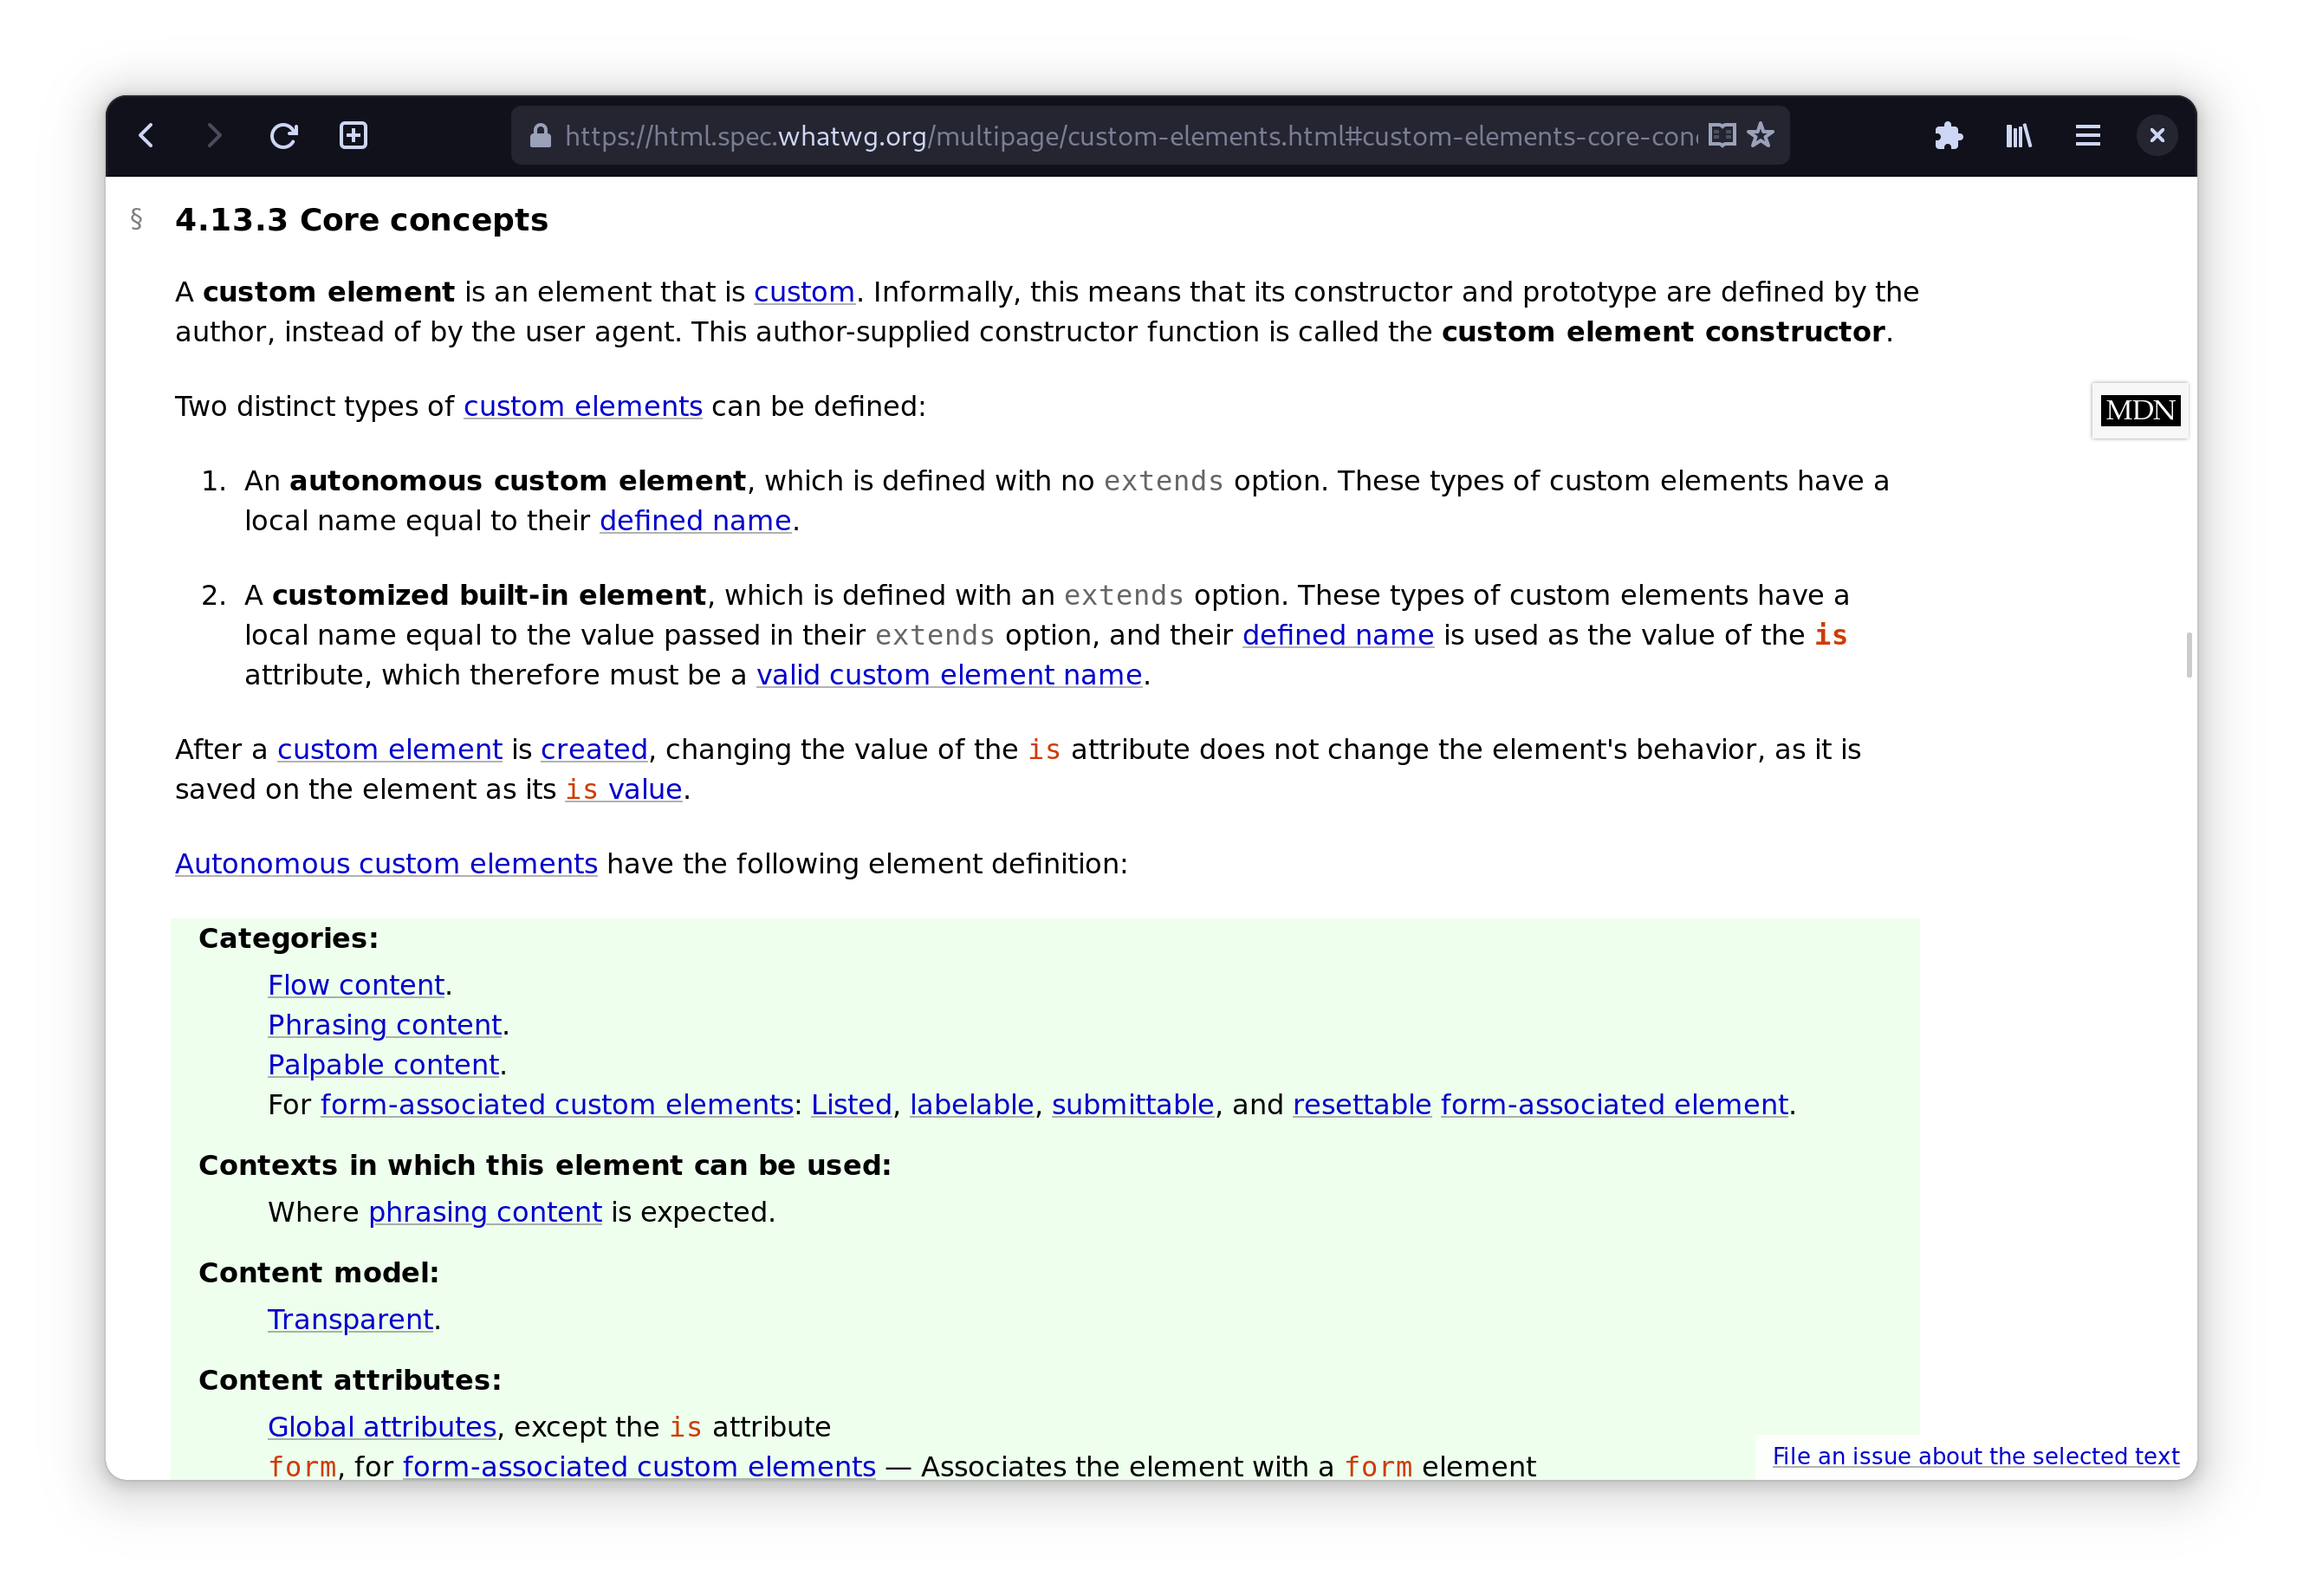 https://html.spec.whatwg.org/multipage/custom-elements.html#custom-elements-core-con
§ 4.13.3 Core concepts
A custom element is an element that is custom. Informally, this means that its constructor and prototype are defined by the
author, instead of by the user agent. This author-supplied constructor function is called the custom element constructor.
Two distinct types of custom elements can be defined:
MDN
1. An autonomous custom element, which is defined with no extends option. These types of custom elements have a
local name equal to their defined name.
2. A customized built-in element, which is defined with an extends option. These types of custom elements have a
local name equal to the value passed in their extends option, and their defined name is used as the value of the is
attribute, which therefore must be a valid custom element name.
After a custom element is created, changing the value of the is attribute does not change the element's behavior, as it is
saved on the element as its is value.
Autonomous custom elements have the following element definition:
Categories:
Flow content.
Phrasing content.
Palpable content.
For form-associated custom elements: Listed, labelable, submittable, and resettable form-associated element.
Contexts in which this element can be used:
Where phrasing content is expected.
Content model:
Transparent.
Content attributes:
Global attributes, except the is attribute
form, for form-associated custom elements — Associates the element with a form element
File an issue about the selected text